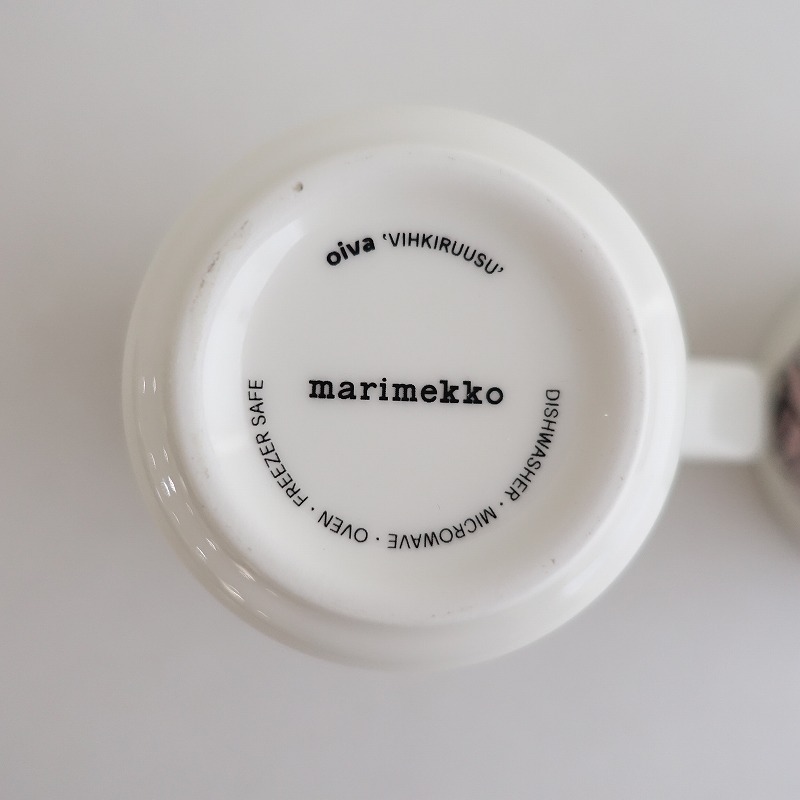 oiva ‘VIHKIRUUSU’
marimekko
DISHWASHER · MICROWAVE · OVEN · FREEZER SAFE